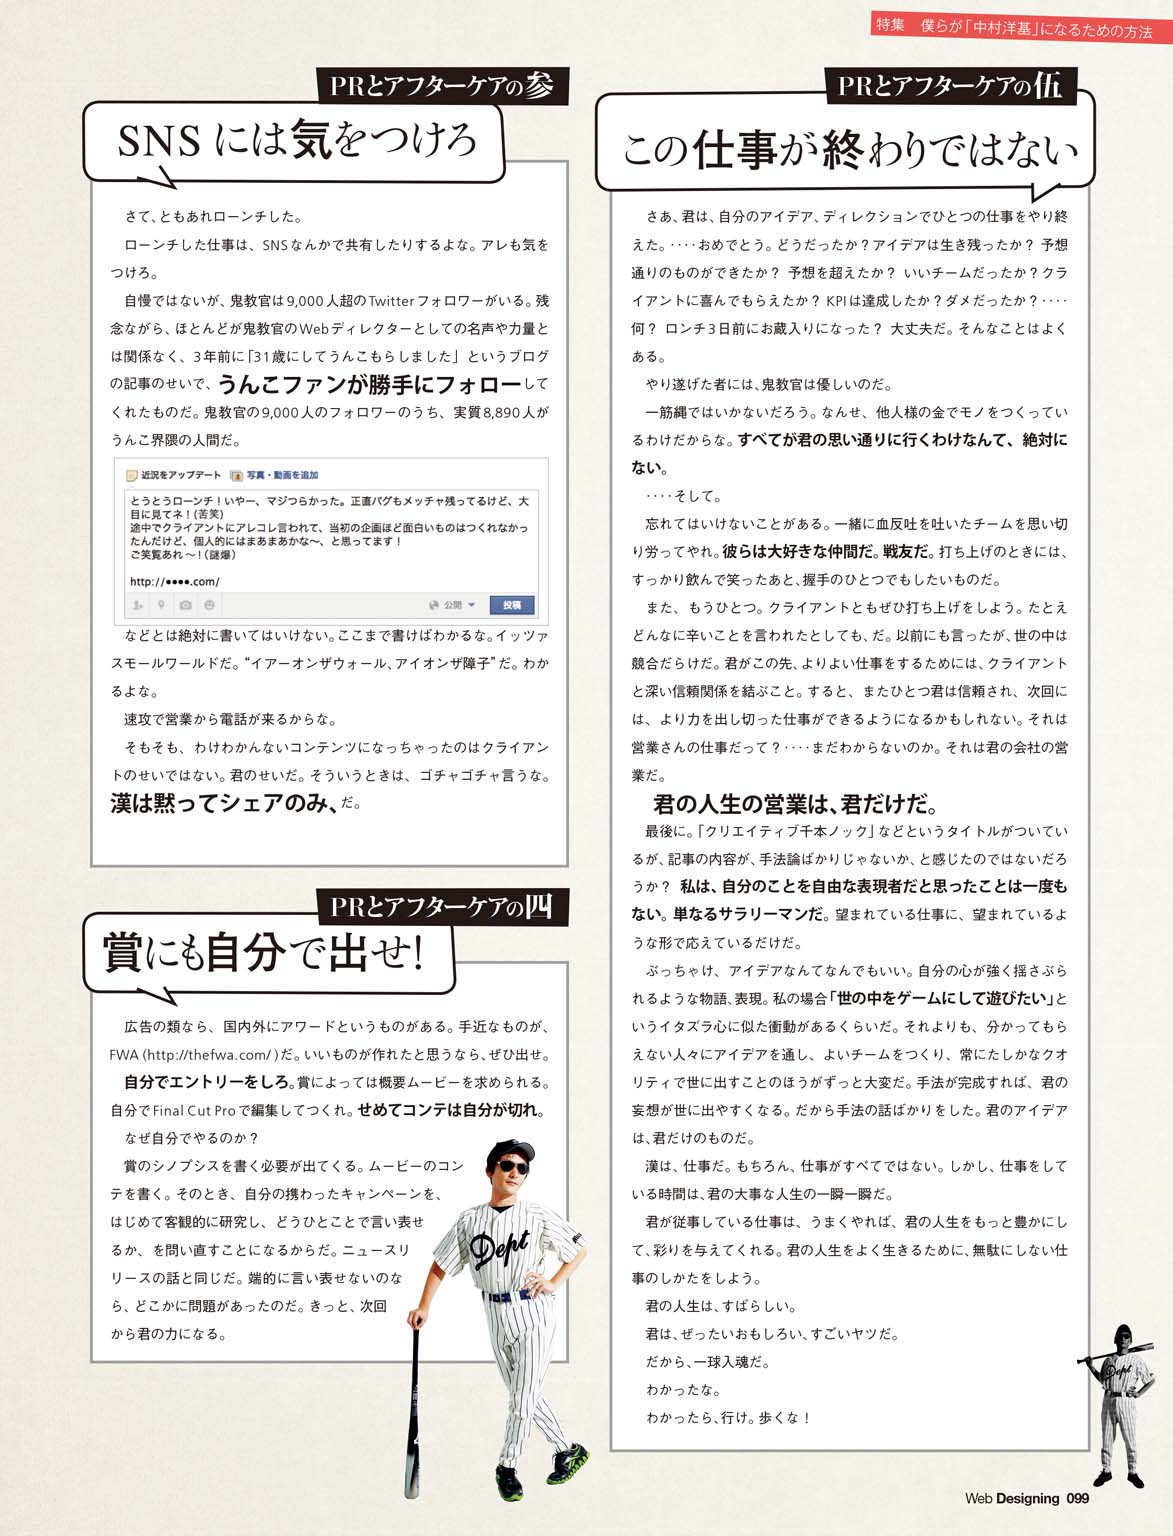 特集　僕らが「中村洋基」になるための方法
PRとアフターケアの参
SNSには気をつけろ
さて、ともあれローンチした。
ローンチした仕事は、SNSなんかで共有したりするよな。アレも気を
つけろ。
自慢ではないが、鬼教官は9,000人超のTwitterフォロワーがいる。残
念ながら、ほとんどが鬼教官のWebディレクターとしての名声や力量と
は関係なく、3年前に「31歳にしてうんこもらしました」というブログ
の記事のせいで、うんこファンが勝手にフォローして
くれたものだ。鬼教官の9,000人のフォロワーのうち、実質8,890人が
うんこ界隈の人間だ。
近況をアップデート　写真・動画を追加
とうとうローンチ！いやー、マジつらかった。正直バグもメッチャ残ってるけど、大
目に見てネ！(苦笑)
途中でクライアントにアレコレ言われて、当初の企画ほど面白いものはつくれなかっ
たんだけど、個人的にはまあまあかな〜、と思ってます！
ご笑覧あれ〜！(謎爆)
http://●●●●.com/
公開　投稿
などとは絶対に書いてはいけない。ここまで書けばわかるな。イッツァ
スモールワールドだ。“イアーオンザウォール、アイオンザ障子”だ。わか
るよな。
速攻で営業から電話が来るからな。
そもそも、わけわかんないコンテンツになっちゃったのはクライアン
トのせいではない。君のせいだ。そういうときは、ゴチャゴチャ言うな。
漢は黙ってシェアのみ、だ。
PRとアフターケアの四
賞にも自分で出せ！
広告の類なら、国内外にアワードというものがある。手近なものが、
FWA（http://thefwa.com/）だ。いいものが作れたと思うなら、ぜひ出せ。
自分でエントリーをしろ。賞によっては概要ムービーを求められる。
自分でFinal Cut Proで編集してつくれ。せめてコンテは自分が切れ。
なぜ自分でやるのか？
賞のシノプシスを書く必要が出てくる。ムービーのコン
テを書く。そのとき、自分の携わったキャンペーンを、
はじめて客観的に研究し、どうひとことで言い表せ
るか、を問い直すことになるからだ。ニュースリ
リースの話と同じだ。端的に言い表せないのな
ら、どこかに問題があったのだ。きっと、次回
から君の力になる。
Dept
PRとアフターケアの伍
この仕事が終わりではない
さあ、君は、自分のアイデア、ディレクションでひとつの仕事をやり終
えた。‥‥おめでとう。どうだったか？アイデアは生き残ったか？ 予想
通りのものができたか？ 予想を超えたか？ いいチームだったか？クラ
イアントに喜んでもらえたか？ KPIは達成したか？ダメだったか？‥‥
何？ ロンチ3日前にお蔵入りになった？ 大丈夫だ。そんなことはよく
ある。
やり遂げた者には、鬼教官は優しいのだ。
一筋縄ではいかないだろう。なんせ、他人様の金でモノをつくってい
るわけだからな。すべてが君の思い通りに行くわけなんて、絶対に
ない。
‥‥そして。
忘れてはいけないことがある。一緒に血反吐を吐いたチームを思い切
り労ってやれ。彼らは大好きな仲間だ。戦友だ。打ち上げのときには、
すっかり飲んで笑ったあと、握手のひとつでもしたいものだ。
また、もうひとつ。クライアントともぜひ打ち上げをしよう。たとえ
どんなに辛いことを言われたとしても、だ。以前にも言ったが、世の中は
競合だらけだ。君がこの先、よりよい仕事をするためには、クライアント
と深い信頼関係を結ぶこと。すると、またひとつ君は信頼され、次回に
は、より力を出し切った仕事ができるようになるかもしれない。それは
営業さんの仕事だって？‥‥まだわからないのか。それは君の会社の営
業だ。
君の人生の営業は、君だけだ。
最後に。「クリエイティブ千本ノック」などというタイトルがついてい
るが、記事の内容が、手法論ばかりじゃないか、と感じたのではないだろ
うか？ 私は、自分のことを自由な表現者だと思ったことは一度も
ない。単なるサラリーマンだ。望まれている仕事に、望まれているよ
うな形で応えているだけだ。
ぶっちゃけ、アイデアなんてなんでもいい。自分の心が強く揺さぶら
れるような物語、表現。私の場合「世の中をゲームにして遊びたい」と
いうイタズラ心に似た衝動があるくらいだ。それよりも、分かってもら
えない人々にアイデアを通し、よいチームをつくり、常にたしかなクオ
リティで世に出すことのほうがずっと大変だ。手法が完成すれば、君の
妄想が世に出やすくなる。だから手法の話ばかりをした。君のアイデア
は、君だけのものだ。
漢は、仕事だ。もちろん、仕事がすべてではない。しかし、仕事をして
いる時間は、君の大事な人生の一瞬一瞬だ。
君が従事している仕事は、うまくやれば、君の人生をもっと豊かにし
て、彩りを与えてくれる。君の人生をよく生きるために、無駄にしない仕
事のしかたをしよう。
君の人生は、すばらしい。
君は、ぜったいおもしろい、すごいヤツだ。
だから、一球入魂だ。
わかったな。
わかったら、行け。歩くな！
Dept
Web Designing 099